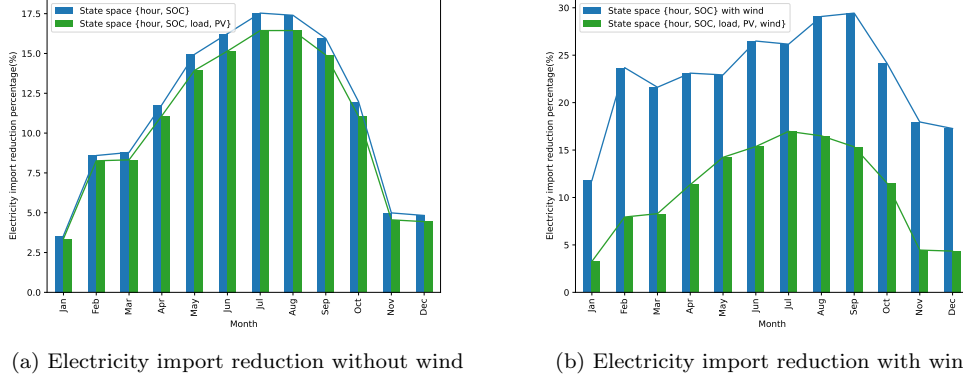 State space {hour, SOC}
State space {hour, SOC, load, PV}
Electricity import reduction percentage(%)
17.5
15.0
12.5
10.0
7.5
5.0
2.5
0.0
Jan
Feb
Mar
Apr
May
Jun
Jul
Aug
Sep
Oct
Nov
Dec
Month
(a) Electricity import reduction without wind
State space {hour, SOC} with wind
State space {hour, SOC, load, PV, wind}
Electricity import reduction percentage(%)
30
25
20
15
10
5
0
Jan
Feb
Mar
Apr
May
Jun
Jul
Aug
Sep
Oct
Nov
Dec
Month
(b) Electricity import reduction with win